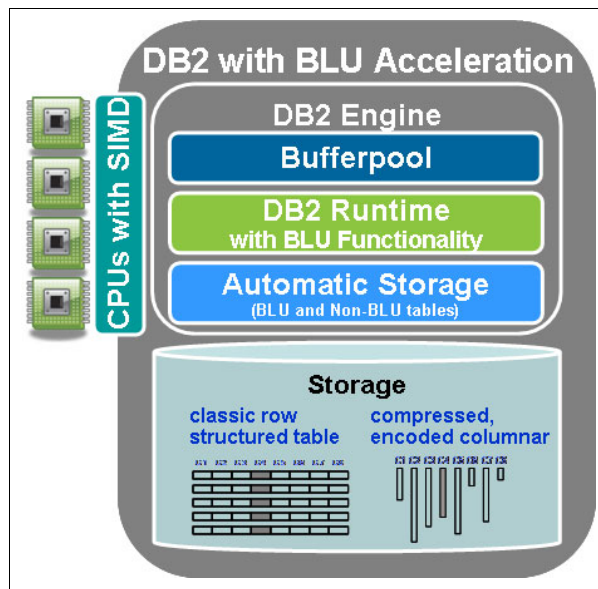 DB2 with BLU Acceleration
CPUs with SIMD
DB2 Engine
Bufferpool
DB2 Runtime
with BLU Functionality
Automatic Storage
(BLU and Non-BLU tables)
Storage
classic row
structured table
compressed,
encoded columnar